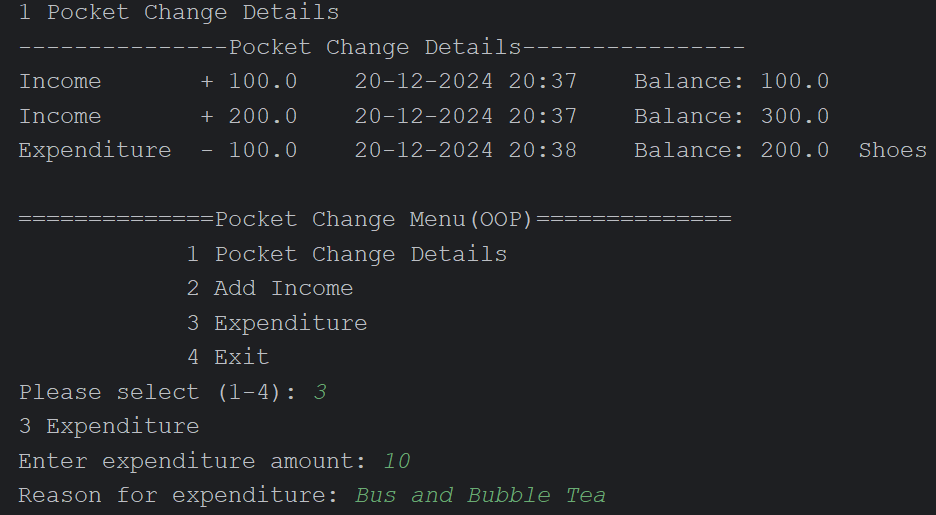 1 Pocket Change Details
---------------Pocket Change Details----------------
Income       + 100.0    20-12-2024 20:37    Balance: 100.0
Income       + 200.0    20-12-2024 20:37    Balance: 300.0
Expenditure  - 100.0    20-12-2024 20:38    Balance: 200.0  Shoes

==============Pocket Change Menu(OOP)==============
            1 Pocket Change Details
            2 Add Income
            3 Expenditure
            4 Exit
Please select (1-4): 3
3 Expenditure
Enter expenditure amount: 10
Reason for expenditure: Bus and Bubble Tea